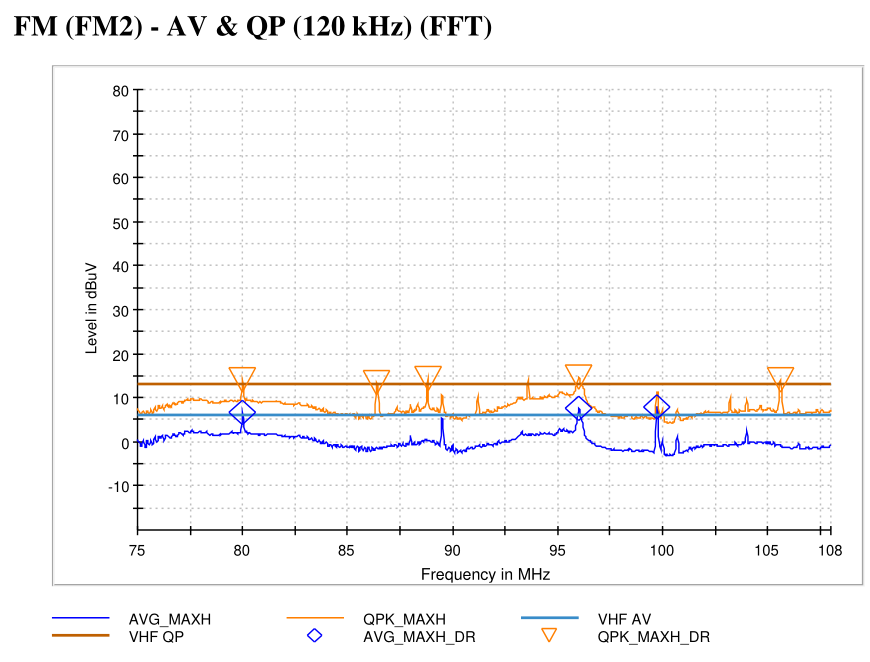 FM (FM2) - AV & QP (120 kHz) (FFT)
80
70
60
50
40
30
20
10
0
-10
Level in dBuV
75 80 85 90 95 100 105 108
Frequency in MHz
AVG_MAXH QPK_MAXH VHF AV
VHF QP AVG_MAXH_DR QPK_MAXH_DR